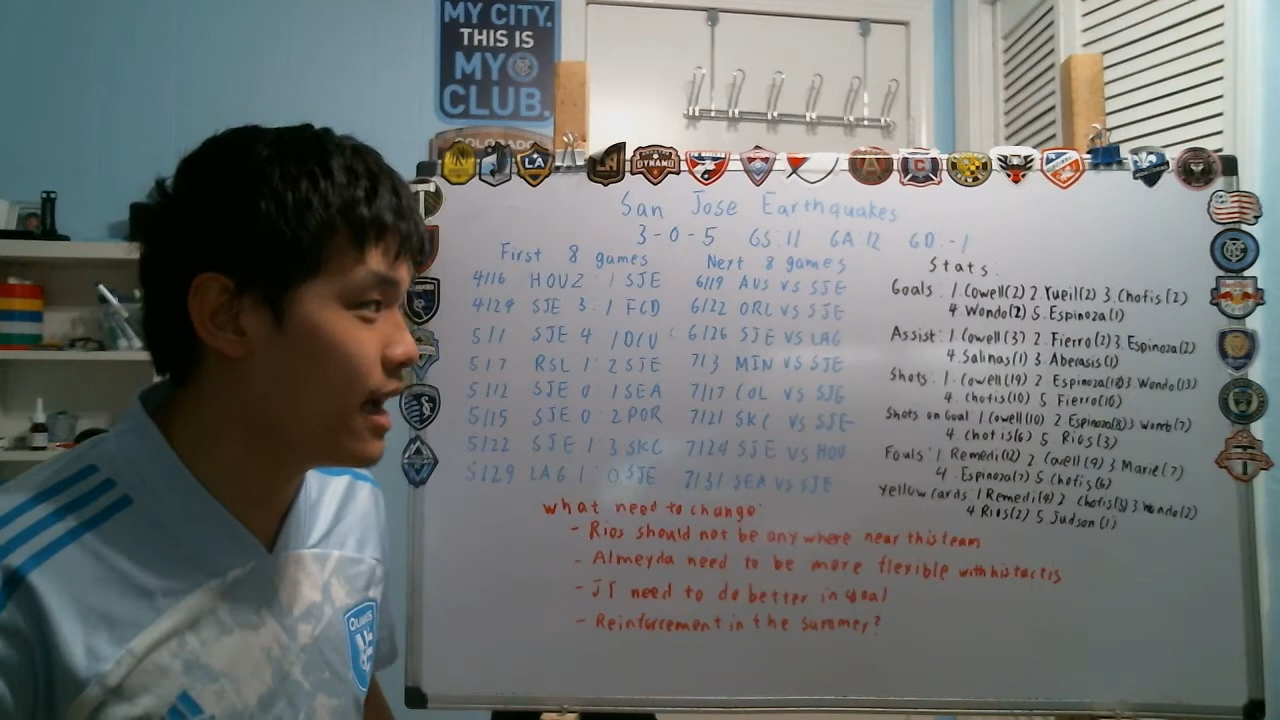 MY CITY.
THIS IS
MY
CLUB.
COLORADO
LA
DYNAMO
San Jose Earthquakes
3-0-5 GS:11 GA:12 GD:-1
First 8 games
4/16 HOU 2:1 SJE
4/24 SJE 3:1 FCD
5/1 SJE 4:1 DCU
5/7 RSL 1:2 SJE
5/12 SJE 0:1 SEA
5/15 SJE 0:2 POR
5/22 SJE 1:3 SKC
5/29 LAG 1:0 SJE
Next 8 games
6/19 AUS VS SJE
6/22 ORL VS SJE
6/26 SJE VS LAG
7/3 MIN VS SJE
7/17 COL VS SJE
7/21 SKC VS SJE
7/24 SJE VS HOU
7/31 SEA VS SJE
Stats:
Goals: 1. Cowell(2) 2. Yueil(2) 3. Chofis(2)
4 Wondo(2) 5. Espinoza(1)
Assist: 1. Cowell(3) 2. Fierro(2) 3. Espinoza(2)
4. Salinas(1) 3. Aberasis(1)
Shots: 1. Cowell(19) 2 Espinoza(18) 3 Wondo(13)
4. Chofis(10) 5 Fierro(10)
Shots on Goal 1 Cowell(10) 2 Espinoza(8) 3 Wondo(7)
4. Chofis(6) 5 Rios(3)
Fouls: 1. Remedi(12) 2 Cowell(9) 3 Marie(7)
4. Espinoza(7) 5 Chofis(6)
Yellow cards 1 Remedi(4) 2. Chofis(3) 3 Wondo(2)
4 Rios(2) 5. Judson(1)
What need to change:
- Rios should not be any where near this team
- Almeyda need to be more flexible with his tactis
- JT need to do better in goal
- Reinforcement in the summer?
QUAKES